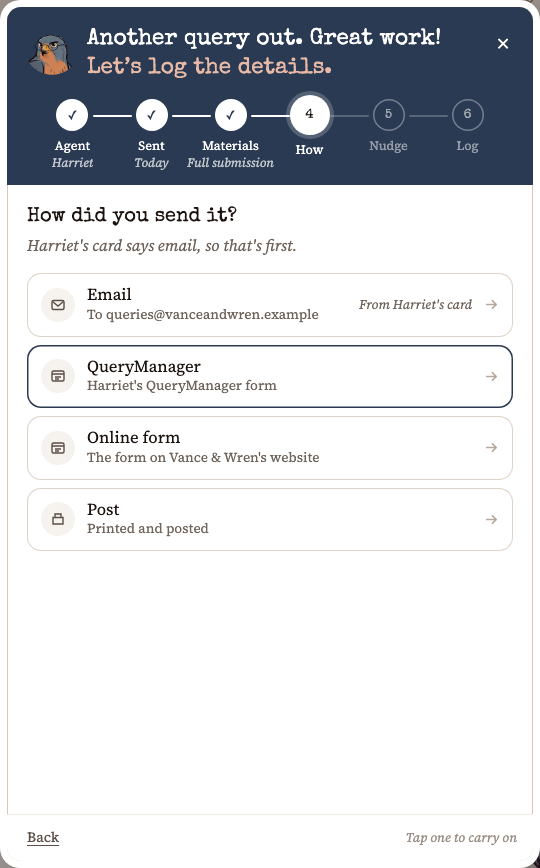 Another query out. Great work!
Let's log the details.
✓ ✓ ✓ 4 5 6
Agent Sent Materials How Nudge Log
Harriet Today Full submission
How did you send it?
Harriet's card says email, so that's first.
Email
To queries@vanceandwren.example
From Harriet's card →
QueryManager
Harriet's QueryManager form
→
Online form
The form on Vance & Wren's website
→
Post
Printed and posted
→
Back
Tap one to carry on